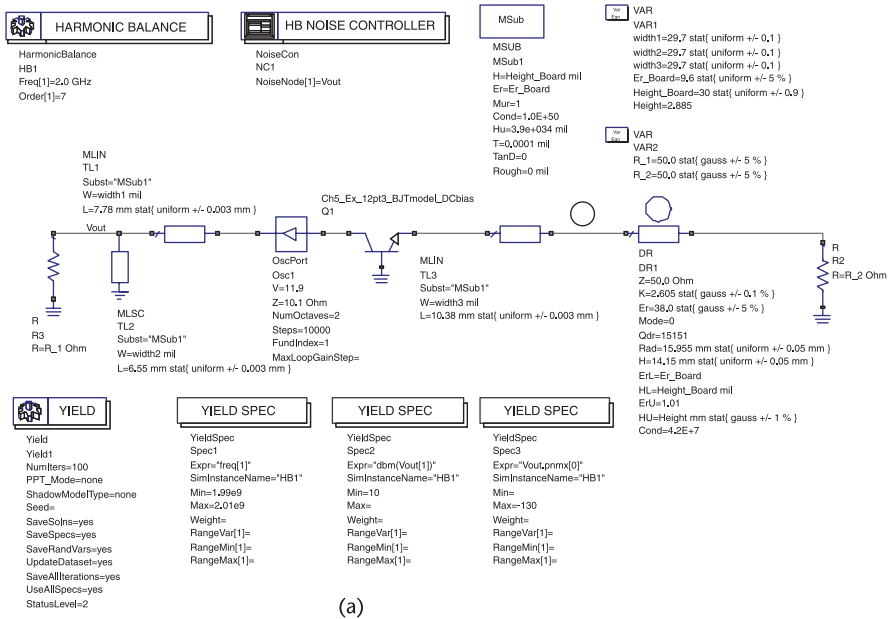 HARMONIC BALANCE
HarmonicBalance
HB1
Freq[1]=2.0 GHz
Order[1]=7
HB NOISE CONTROLLER
NoiseCon
NC1
NoiseNode[1]=Vout
MSub
MSUB
MSub1
H=Height_Board mil
Er=Er_Board
Mur=1
Cond=1.0E+50
Hu=3.9e+034 mil
T=0.0001 mil
TanD=0
Rough=0 mil
Var
Eqn
VAR
VAR1
width1=29.7 stat{ uniform +/- 0.1 }
width2=29.7 stat{ uniform +/- 0.1 }
width3=29.7 stat{ uniform +/- 0.1 }
Er_Board=9.6 stat{ uniform +/- 5 % }
Height_Board=30 stat{ uniform +/- 0.9 }
Height=2.885
Var
Eqn
VAR
VAR2
R_1=50.0 stat{ gauss +/- 5 % }
R_2=50.0 stat{ gauss +/- 5 % }
MLIN
TL1
Subst="MSub1"
W=width1 mil
L=7.78 mm stat{ uniform +/- 0.003 mm }
Vout
R
R3
R=R_1 Ohm
MLSC
TL2
Subst="MSub1"
W=width2 mil
L=6.55 mm stat{ uniform +/- 0.003 mm }
OscPort
Osc1
V=11.9
Z=10.1 Ohm
NumOctaves=2
Steps=10000
FundIndex=1
MaxLoopGainStep=
Ch5_Ex_12pt3_BJTmodel_DCbias
Q1
MLIN
TL3
Subst="MSub1"
W=width3 mil
L=10.38 mm stat{ uniform +/- 0.003 mm }
DR
DR1
Z=50.0 Ohm
K=2.605 stat{ gauss +/- 0.1 % }
Er=38.0 stat{ gauss +/- 5 % }
Mode=0
Qdr=15151
Rad=15.955 mm stat{ uniform +/- 0.05 mm }
H=14.15 mm stat{ uniform +/- 0.05 mm }
ErL=Er_Board
HL=Height_Board mil
ErU=1.01
HU=Height mm stat{ gauss +/- 1 % }
Cond=4.2E+7
R
R2
R=R_2 Ohm
YIELD
Yield
Yield1
NumIters=100
PPT_Mode=none
ShadowModelType=none
Seed=
SaveSolns=yes
SaveSpecs=yes
SaveRandVars=yes
UpdateDataset=yes
SaveAllIterations=yes
UseAllSpecs=yes
StatusLevel=2
YIELD SPEC
YieldSpec
Spec1
Expr="freq[1]"
SimInstanceName="HB1"
Min=1.99e9
Max=2.01e9
Weight=
RangeVar[1]=
RangeMin[1]=
RangeMax[1]=
YIELD SPEC
YieldSpec
Spec2
Expr="dbm(Vout[1])"
SimInstanceName="HB1"
Min=10
Max=
Weight=
RangeVar[1]=
RangeMin[1]=
RangeMax[1]=
YIELD SPEC
YieldSpec
Spec3
Expr="Vout.pnmx[0]"
SimInstanceName="HB1"
Min=
Max=-130
Weight=
RangeVar[1]=
RangeMin[1]=
RangeMax[1]=
(a)